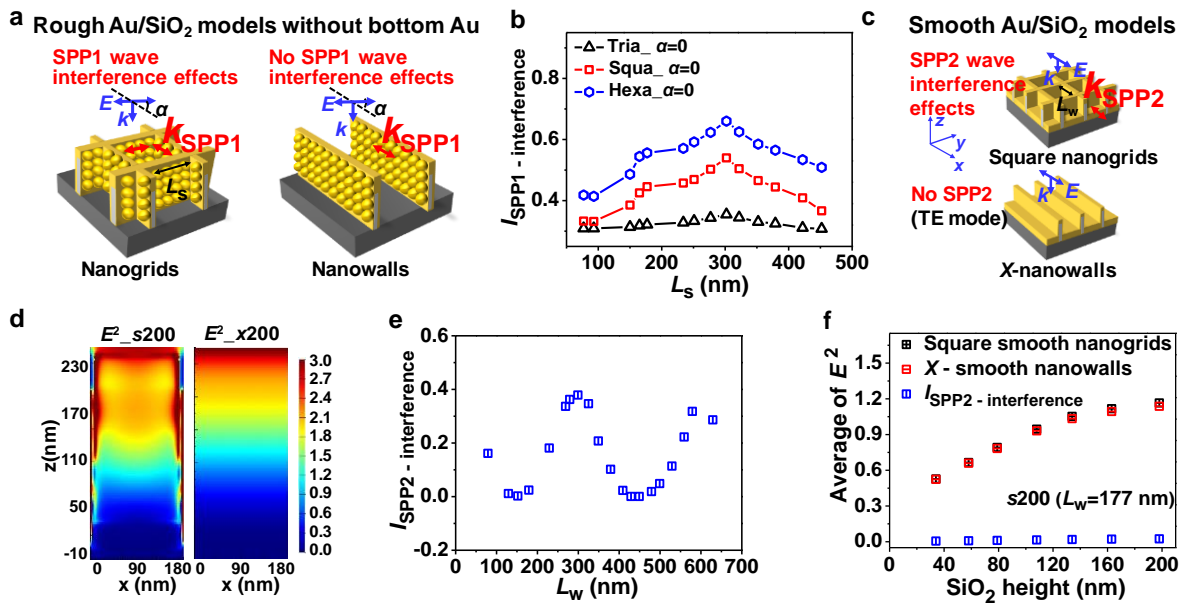 a Rough Au/SiO2 models without bottom Au
SPP1 wave
interference effects
No SPP1 wave
interference effects
E
k
α
kSPP1
Ls
Nanogrids
E
k
α
kSPP1
Nanowalls
b
ISPP1 - interference
0.8
0.6
0.4
Tria_ α=0
Squa_ α=0
Hexa_α=0
100 200 300 400 500
Ls (nm)
c
Smooth Au/SiO2 models
SPP2 wave
interference
effects
k
E
Lw
kSPP2
z
y
x
Square nanogrids
No SPP2
(TE mode)
k
E
X-nanowalls
d
E2_s200 E2_x200
z(nm)
230
170
110
50
-10
0 90 180
0 90 180
x (nm) x (nm)
3.0
2.7
2.4
2.1
1.8
1.5
1.2
0.9
0.6
0.3
0.0
e
ISPP2 - interference
0.6
0.4
0.2
0.0
-0.2
0 100 200 300 400 500 600 700
Lw (nm)
f
Average of E2
1.5
1.2
0.9
0.6
0.3
0.0
Square smooth nanogrids
X - smooth nanowalls
ISPP2 - interference
s200 (Lw=177 nm)
0 40 80 120 160 200
SiO2 height (nm)